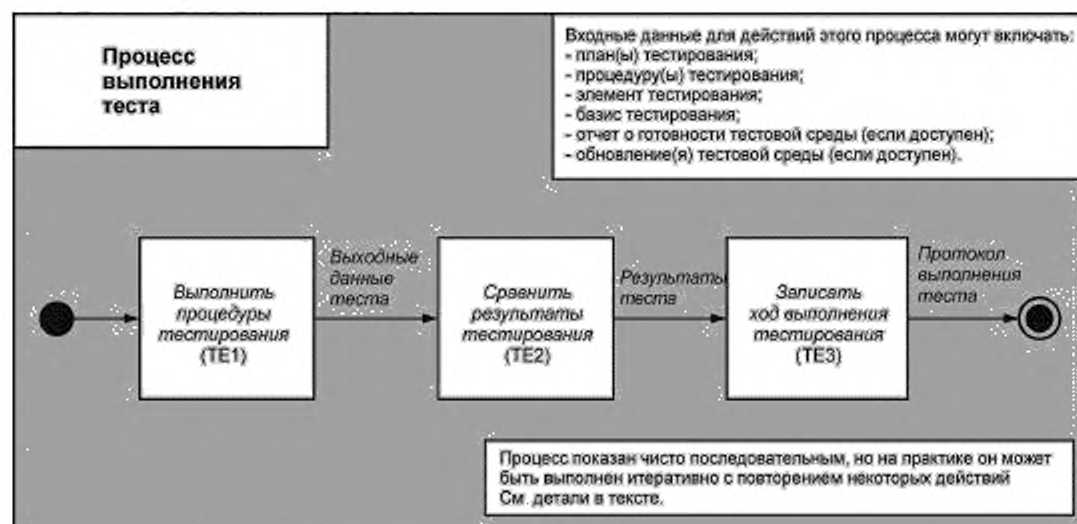 Процесс
выполнения
теста
Входные данные для действий этого процесса могут включать:
- план(ы) тестирования;
- процедуру(ы) тестирования;
- элемент тестирования;
- базис тестирования;
- отчет о готовности тестовой среды (если доступен);
- обновление(я) тестовой среды (если доступен).
Выполнить
процедуры
тестирования
(TE1)
Выходные
данные
теста
Сравнить
результаты
тестирования
(TE2)
Результаты
теста
Записать
ход выполнения
тестирования
(TE3)
Протокол
выполнения
теста
Процесс показан чисто последовательным, но на практике он может
быть выполнен итеративно с повторением некоторых действий
См. детали в тексте.